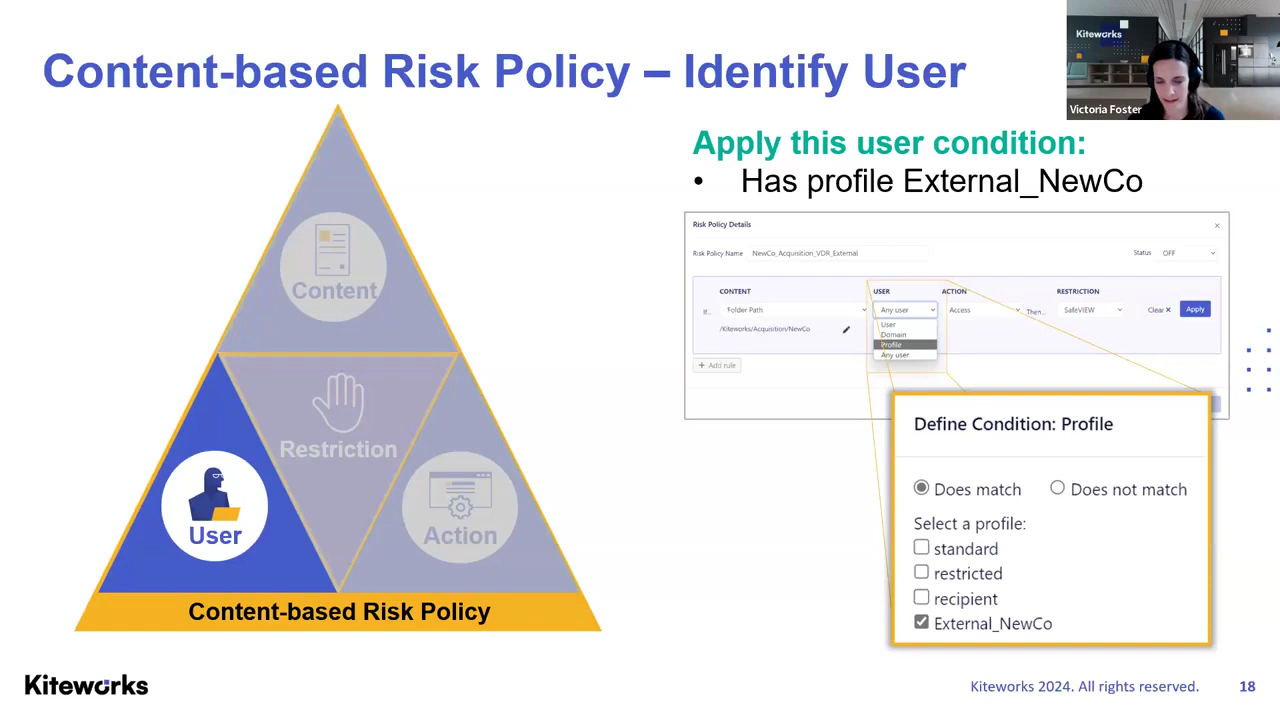 Content-based Risk Policy – Identify User
Kiteworks
Victoria Foster
Apply this user condition:
• Has profile External_NewCo
Content
Restriction
User
Action
Content-based Risk Policy
Risk Policy Details
Risk Policy Name NewCo_Acquisition_VDR_External Status OFF
CONTENT USER ACTION RESTRICTION
If... Folder Path Any user Access Then... SafeVIEW Clear X Apply
/Kiteworks/Acquisition/NewCo
User
Domain
Profile
Any user
+ Add rule
Define Condition: Profile
Does match Does not match
Select a profile:
standard
restricted
recipient
External_NewCo
Kiteworks
Kiteworks 2024. All rights reserved. 18